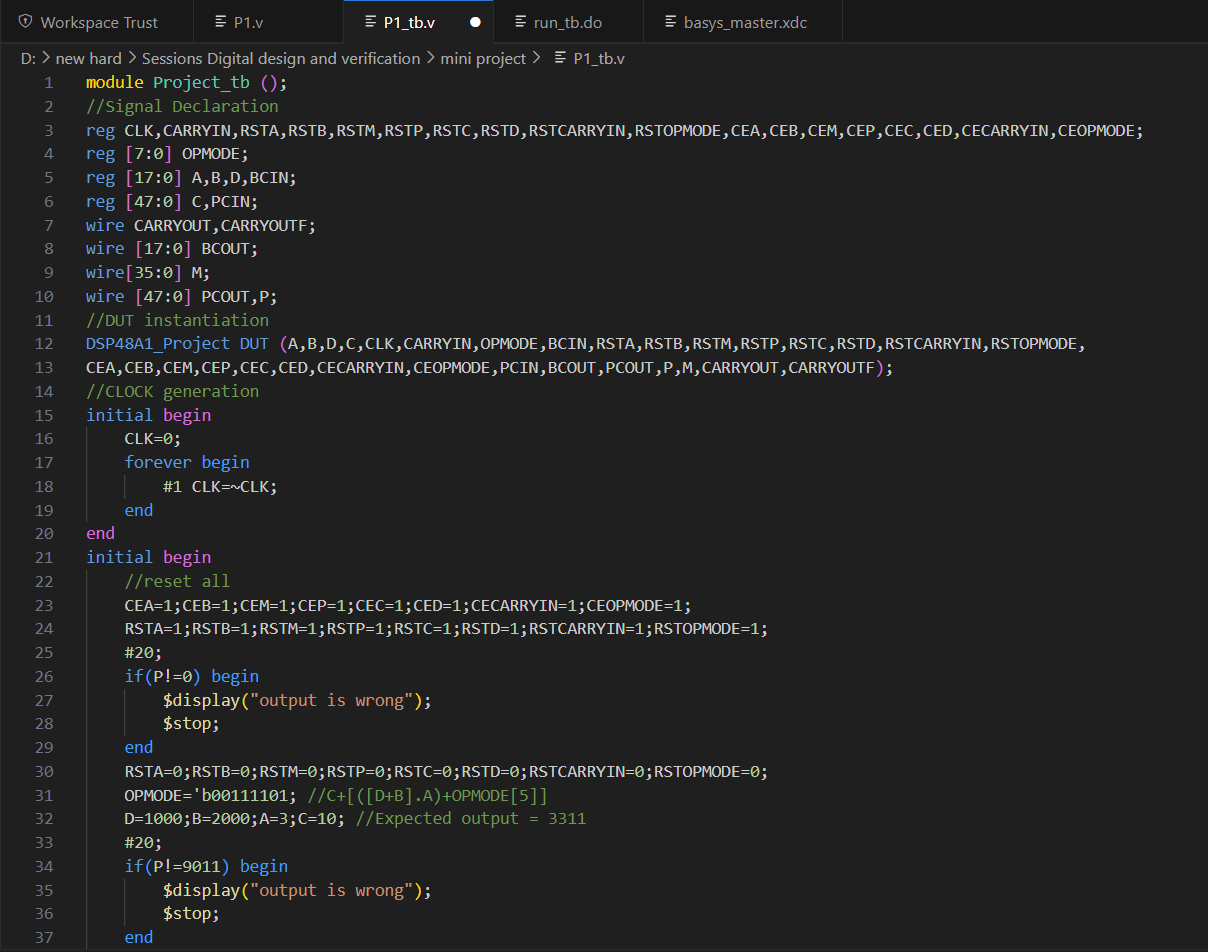 Workspace Trust P1.v P1_tb.v run_tb.do basys_master.xdc
D: > new hard > Sessions Digital design and verification > mini project > P1_tb.v
1 module Project_tb ();
2 //Signal Declaration
3 reg CLK,CARRYIN,RSTA,RSTB,RSTM,RSTP,RSTC,RSTD,RSTCARRYIN,RSTOPMODE,CEA,CEB,CEM,CEP,CEC,CED,CECARRYIN,CEOPMODE;
4 reg [7:0] OPMODE;
5 reg [17:0] A,B,D,BCIN;
6 reg [47:0] C,PCIN;
7 wire CARRYOUT,CARRYOUTF;
8 wire [17:0] BCOUT;
9 wire[35:0] M;
10 wire [47:0] PCOUT,P;
11 //DUT instantiation
12 DSP48A1_Project DUT (A,B,D,C,CLK,CARRYIN,OPMODE,BCIN,RSTA,RSTB,RSTM,RSTP,RSTC,RSTD,RSTCARRYIN,RSTOPMODE,
13 CEA,CEB,CEM,CEP,CEC,CED,CECARRYIN,CEOPMODE,PCIN,BCOUT,PCOUT,P,M,CARRYOUT,CARRYOUTF);
14 //CLOCK generation
15 initial begin
16     CLK=0;
17     forever begin
18         #1 CLK=~CLK;
19     end
20 end
21 initial begin
22     //reset all
23     CEA=1;CEB=1;CEM=1;CEP=1;CEC=1;CED=1;CECARRYIN=1;CEOPMODE=1;
24     RSTA=1;RSTB=1;RSTM=1;RSTP=1;RSTC=1;RSTD=1;RSTCARRYIN=1;RSTOPMODE=1;
25     #20;
26     if(P!=0) begin
27         $display("output is wrong");
28         $stop;
29     end
30     RSTA=0;RSTB=0;RSTM=0;RSTP=0;RSTC=0;RSTD=0;RSTCARRYIN=0;RSTOPMODE=0;
31     OPMODE='b00111101; //C+[([D+B].A)+OPMODE[5]]
32     D=1000;B=2000;A=3;C=10; //Expected output = 3311
33     #20;
34     if(P!=9011) begin
35         $display("output is wrong");
36         $stop;
37     end